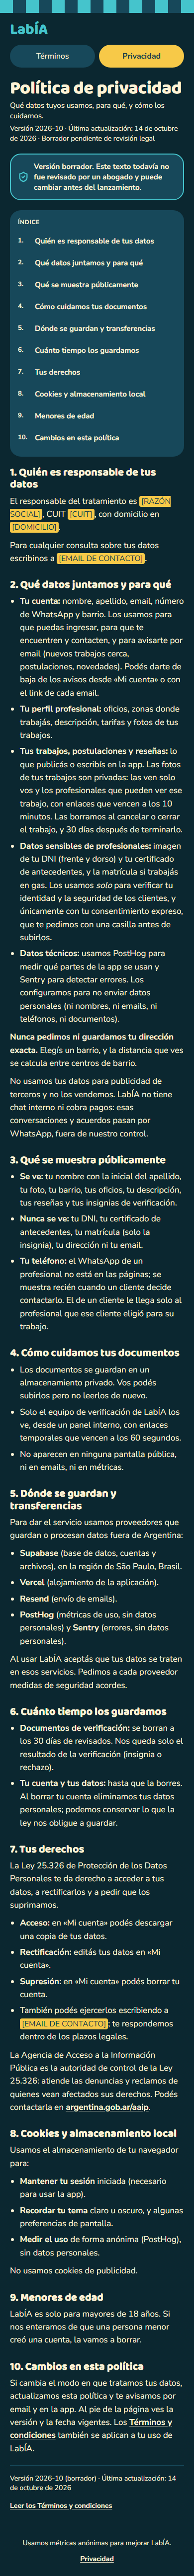 LabÍA
Términos
Privacidad
Política de privacidad
Qué datos tuyos usamos, para qué, y cómo los
cuidamos.
Versión 2026-10 · Última actualización: 14 de octubre
de 2026 · Borrador pendiente de revisión legal
Versión borrador. Este texto todavía no
fue revisado por un abogado y puede
cambiar antes del lanzamiento.
ÍNDICE
1. Quién es responsable de tus datos
2. Qué datos juntamos y para qué
3. Qué se muestra públicamente
4. Cómo cuidamos tus documentos
5. Dónde se guardan y transferencias
6. Cuánto tiempo los guardamos
7. Tus derechos
8. Cookies y almacenamiento local
9. Menores de edad
10. Cambios en esta política
1. Quién es responsable de tus
datos
El responsable del tratamiento es [RAZÓN
SOCIAL], CUIT [CUIT], con domicilio en
[DOMICILIO].
Para cualquier consulta sobre tus datos
escribinos a [EMAIL DE CONTACTO].
2. Qué datos juntamos y para qué
• Tu cuenta: nombre, apellido, email, número
de WhatsApp y barrio. Los usamos para
que puedas ingresar, para que te
encuentren y contacten, y para avisarte por
email (nuevos trabajos cerca,
postulaciones, novedades). Podés darte de
baja de los avisos desde «Mi cuenta» o con
el link de cada email.
• Tu perfil profesional: oficios, zonas donde
trabajás, descripción, tarifas y fotos de tus
trabajos.
• Tus trabajos, postulaciones y reseñas: lo
que publicás o escribís en la app. Las fotos
de tus trabajos son privadas: las ven solo
vos y los profesionales que pueden ver ese
trabajo, con enlaces que vencen a los 10
minutos. Las borramos al cancelar o cerrar
el trabajo, y 30 días después de terminarlo.
• Datos sensibles de profesionales: imagen
de tu DNI (frente y dorso) y tu certificado
de antecedentes, y la matrícula si trabajás
en gas. Los usamos solo para verificar tu
identidad y la seguridad de los clientes, y
únicamente con tu consentimiento expreso,
que te pedimos con una casilla antes de
subirlos.
• Datos técnicos: usamos PostHog para
medir qué partes de la app se usan y
Sentry para detectar errores. Los
configuramos para no enviar datos
personales (ni nombres, ni emails, ni
teléfonos, ni documentos).
Nunca pedimos ni guardamos tu dirección
exacta. Elegís un barrio, y la distancia que ves
se calcula entre centros de barrio.
No usamos tus datos para publicidad de
terceros y no los vendemos. LabÍA no tiene
chat interno ni cobra pagos: esas
conversaciones y acuerdos pasan por
WhatsApp, fuera de nuestro control.
3. Qué se muestra públicamente
• Se ve: tu nombre con la inicial del apellido,
tu foto, tu barrio, tus oficios, tu descripción,
tus reseñas y tus insignias de verificación.
• Nunca se ve: tu DNI, tu certificado de
antecedentes, tu matrícula (solo la
insignia), tu dirección ni tu email.
• Tu teléfono: el WhatsApp de un
profesional no está en las páginas; se
muestra recién cuando un cliente decide
contactarlo. El de un cliente le llega solo al
profesional que ese cliente eligió para su
trabajo.
4. Cómo cuidamos tus documentos
• Los documentos se guardan en un
almacenamiento privado. Vos podés
subirlos pero no leerlos de nuevo.
• Solo el equipo de verificación de LabÍA los
ve, desde un panel interno, con enlaces
temporales que vencen a los 60 segundos.
• No aparecen en ninguna pantalla pública,
ni en emails, ni en métricas.
5. Dónde se guardan y
transferencias
Para dar el servicio usamos proveedores que
guardan o procesan datos fuera de Argentina:
• Supabase (base de datos, cuentas y
archivos), en la región de São Paulo, Brasil.
• Vercel (alojamiento de la aplicación).
• Resend (envío de emails).
• PostHog (métricas de uso, sin datos
personales) y Sentry (errores, sin datos
personales).
Al usar LabÍA aceptás que tus datos se traten
en esos servicios. Pedimos a cada proveedor
medidas de seguridad acordes.
6. Cuánto tiempo los guardamos
• Documentos de verificación: se borran a
los 30 días de revisados. Nos queda solo el
resultado de la verificación (insignia o
rechazo).
• Tu cuenta y tus datos: hasta que la borres.
Al borrar tu cuenta eliminamos tus datos
personales; podemos conservar lo que la
ley nos obligue a guardar.
7. Tus derechos
La Ley 25.326 de Protección de los Datos
Personales te da derecho a acceder a tus
datos, a rectificarlos y a pedir que los
suprimamos.
• Acceso: en «Mi cuenta» podés descargar
una copia de tus datos.
• Rectificación: editás tus datos en «Mi
cuenta».
• Supresión: en «Mi cuenta» podés borrar tu
cuenta.
• También podés ejercerlos escribiendo a
[EMAIL DE CONTACTO]; te respondemos
dentro de los plazos legales.
La Agencia de Acceso a la Información
Pública es la autoridad de control de la Ley
25.326: atiende las denuncias y reclamos de
quienes vean afectados sus derechos. Podés
contactarla en argentina.gob.ar/aaip.
8. Cookies y almacenamiento local
Usamos el almacenamiento de tu navegador
para:
• Mantener tu sesión iniciada (necesario
para usar la app).
• Recordar tu tema claro u oscuro, y algunas
preferencias de pantalla.
• Medir el uso de forma anónima (PostHog),
sin datos personales.
No usamos cookies de publicidad.
9. Menores de edad
LabÍA es solo para mayores de 18 años. Si
nos enteramos de que una persona menor
creó una cuenta, la vamos a borrar.
10. Cambios en esta política
Si cambia el modo en que tratamos tus datos,
actualizamos esta política y te avisamos por
email y en la app. Al pie de la página ves la
versión y la fecha vigentes. Los Términos y
condiciones también se aplican a tu uso de
LabÍA.
Versión 2026-10 (borrador) · Última actualización: 14
de octubre de 2026
Leer los Términos y condiciones
Usamos métricas anónimas para mejorar LabÍA.
Privacidad